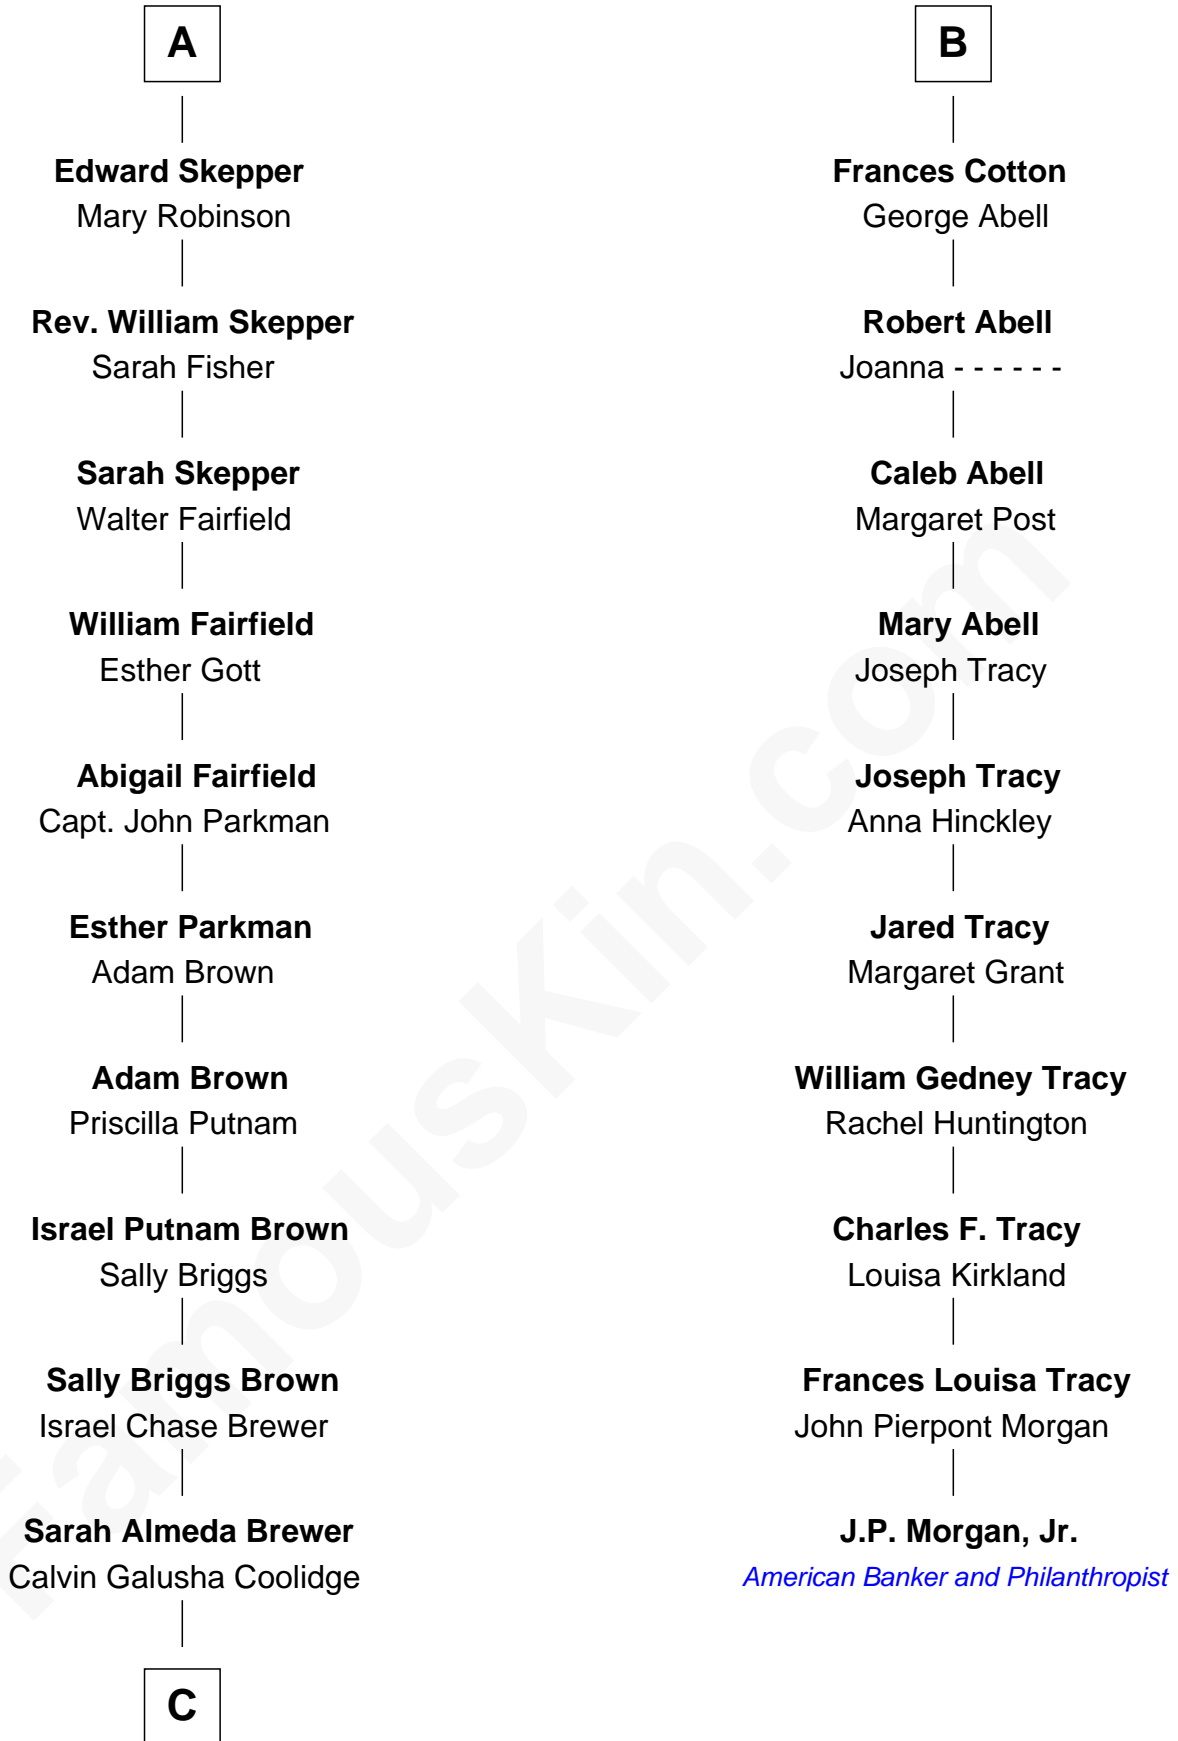 A
Edward Skepper
Mary Robinson
Rev. William Skepper
Sarah Fisher
Sarah Skepper
Walter Fairfield
William Fairfield
Esther Gott
Abigail Fairfield
Capt. John Parkman
Esther Parkman
Adam Brown
Adam Brown
Priscilla Putnam
Israel Putnam Brown
Sally Briggs
Sally Briggs Brown
Israel Chase Brewer
Sarah Almeda Brewer
Calvin Galusha Coolidge
C
B
Frances Cotton
George Abell
Robert Abell
Joanna - - - - - -
Caleb Abell
Margaret Post
Mary Abell
Joseph Tracy
Joseph Tracy
Anna Hinckley
Jared Tracy
Margaret Grant
William Gedney Tracy
Rachel Huntington
Charles F. Tracy
Louisa Kirkland
Frances Louisa Tracy
John Pierpont Morgan
J.P. Morgan, Jr.
American Banker and Philanthropist
FamousKin.com